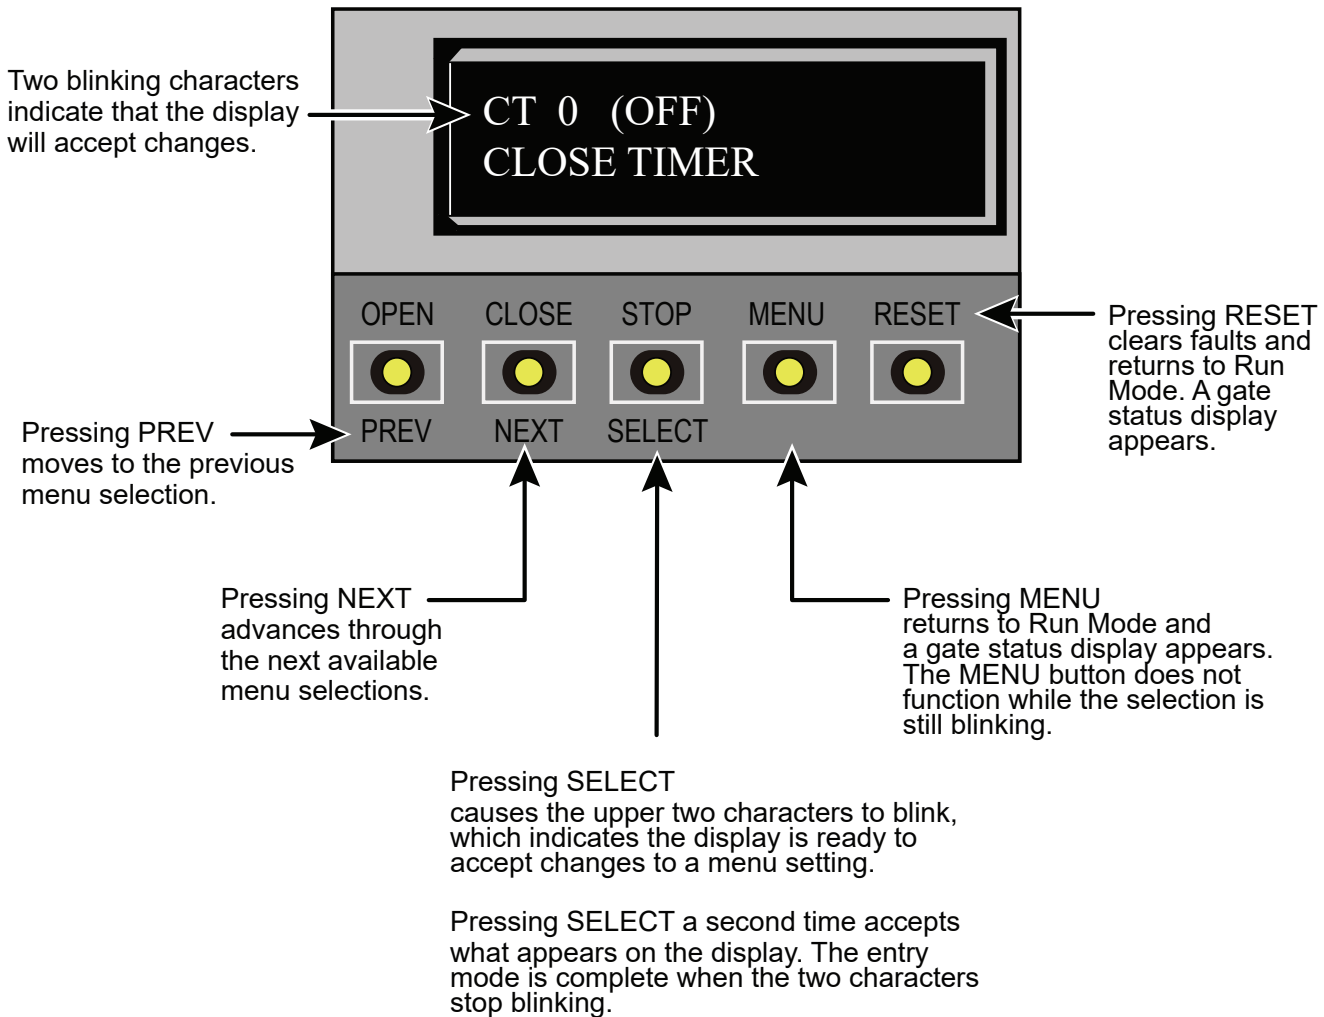 Two blinking characters
indicate that the display
will accept changes.
CT 0 (OFF)
CLOSE TIMER
OPEN CLOSE STOP MENU RESET
PREV NEXT SELECT
Pressing RESET
clears faults and
returns to Run
Mode. A gate
status display
appears.
Pressing PREV
moves to the previous
menu selection.
Pressing NEXT
advances through
the next available
menu selections.
Pressing MENU
returns to Run Mode and
a gate status display appears.
The MENU button does not
function while the selection is
still blinking.
Pressing SELECT
causes the upper two characters to blink,
which indicates the display is ready to
accept changes to a menu setting.
Pressing SELECT a second time accepts
what appears on the display. The entry
mode is complete when the two characters
stop blinking.